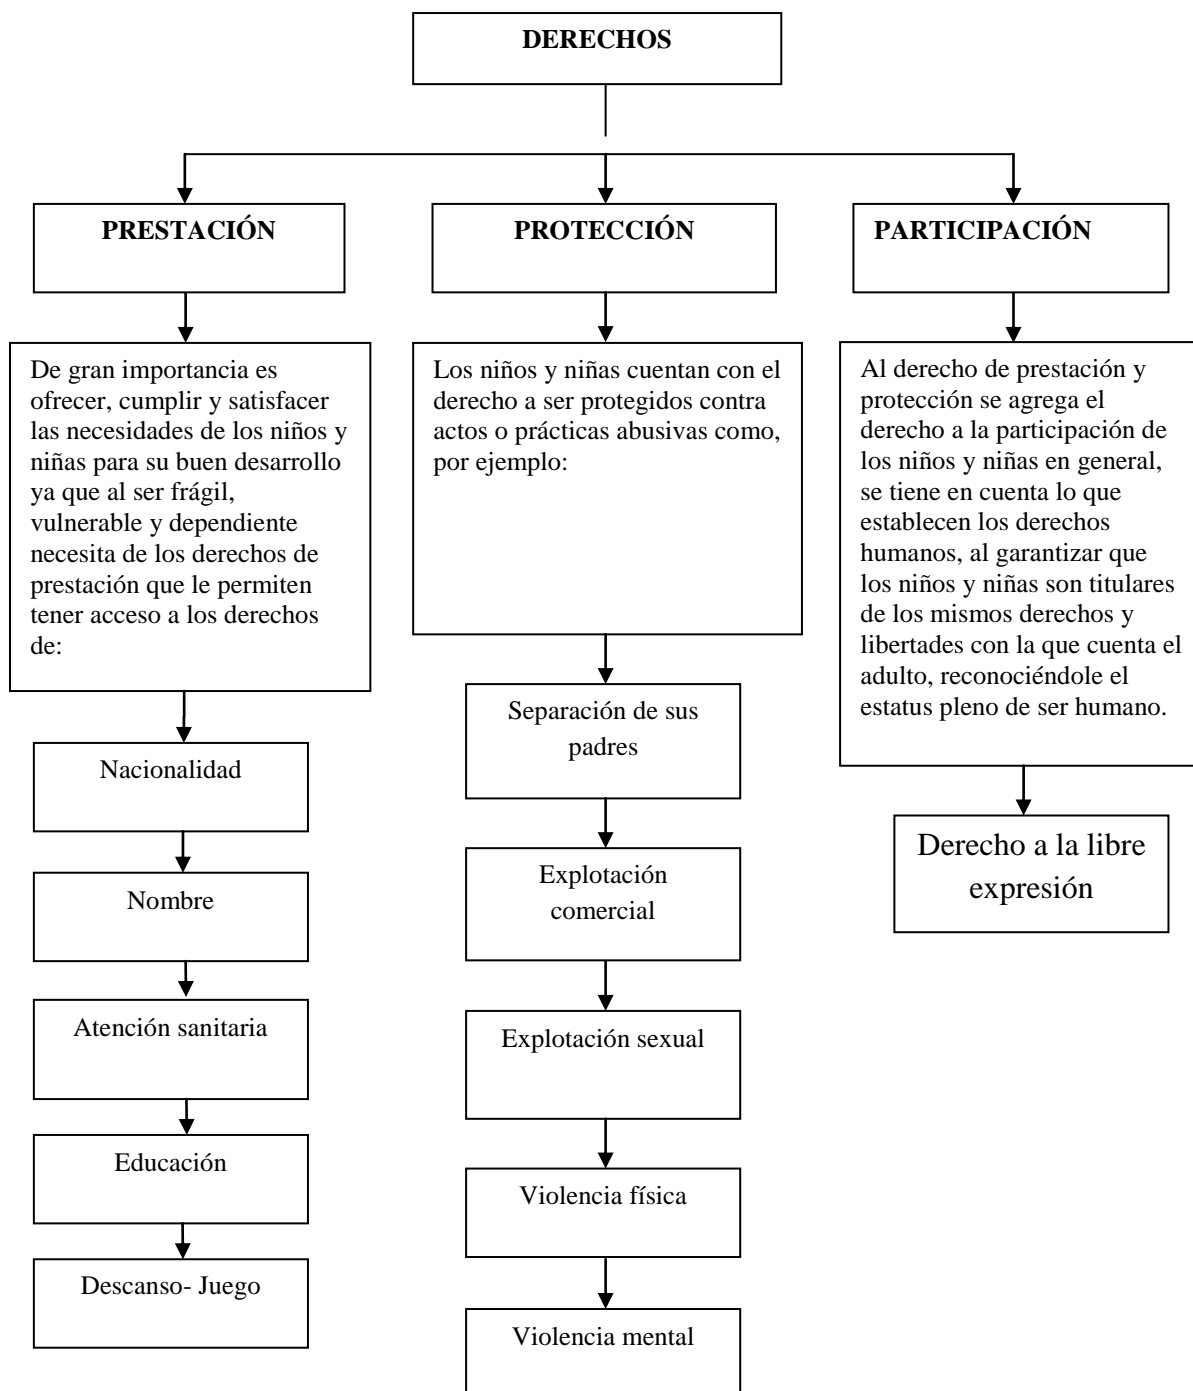 DERECHOS
PRESTACIÓN
De gran importancia es
ofrecer, cumplir y satisfacer
las necesidades de los niños y
niñas para su buen desarrollo
ya que al ser frágil,
vulnerable y dependiente
necesita de los derechos de
prestación que le permiten
tener acceso a los derechos
de:
Nacionalidad
Nombre
Atención sanitaria
Educación
Descanso- Juego
PROTECCIÓN
Los niños y niñas cuentan con el
derecho a ser protegidos contra
actos o prácticas abusivas como,
por ejemplo:
Separación de sus
padres
Explotación
comercial
Explotación sexual
Violencia física
Violencia mental
PARTICIPACIÓN
Al derecho de prestación y
protección se agrega el
derecho a la participación de
los niños y niñas en general,
se tiene en cuenta lo que
establecen los derechos
humanos, al garantizar que
los niños y niñas son titulares
de los mismos derechos y
libertades con la que cuenta el
adulto, reconociéndole el
estatus pleno de ser humano.
Derecho a la libre
expresión